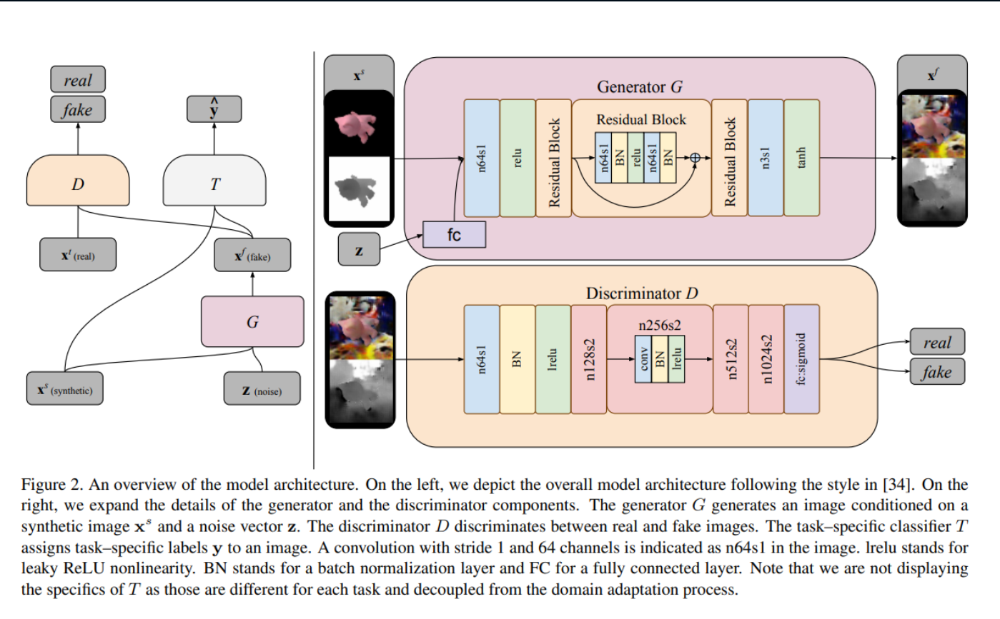 real
fake
ŷ
D
T
x^t (real)
x^f (fake)
G
x^s (synthetic)
z (noise)
x^s
z
Generator G
fc
n64s1
relu
Residual Block
Residual Block
n64s1
BN
relu
n64s1
BN
⊕
Residual Block
n3s1
tanh
x^f
Discriminator D
n64s1
BN
lrelu
n128s2
n256s2
conv
BN
lrelu
n512s2
n1024s2
fc:sigmoid
real
fake
Figure 2. An overview of the model architecture. On the left, we depict the overall model architecture following the style in [34]. On the
right, we expand the details of the generator and the discriminator components. The generator G generates an image conditioned on a
synthetic image x^s and a noise vector z. The discriminator D discriminates between real and fake images. The task–specific classifier T
assigns task–specific labels y to an image. A convolution with stride 1 and 64 channels is indicated as n64s1 in the image. lrelu stands for
leaky ReLU nonlinearity. BN stands for a batch normalization layer and FC for a fully connected layer. Note that we are not displaying
the specifics of T as those are different for each task and decoupled from the domain adaptation process.